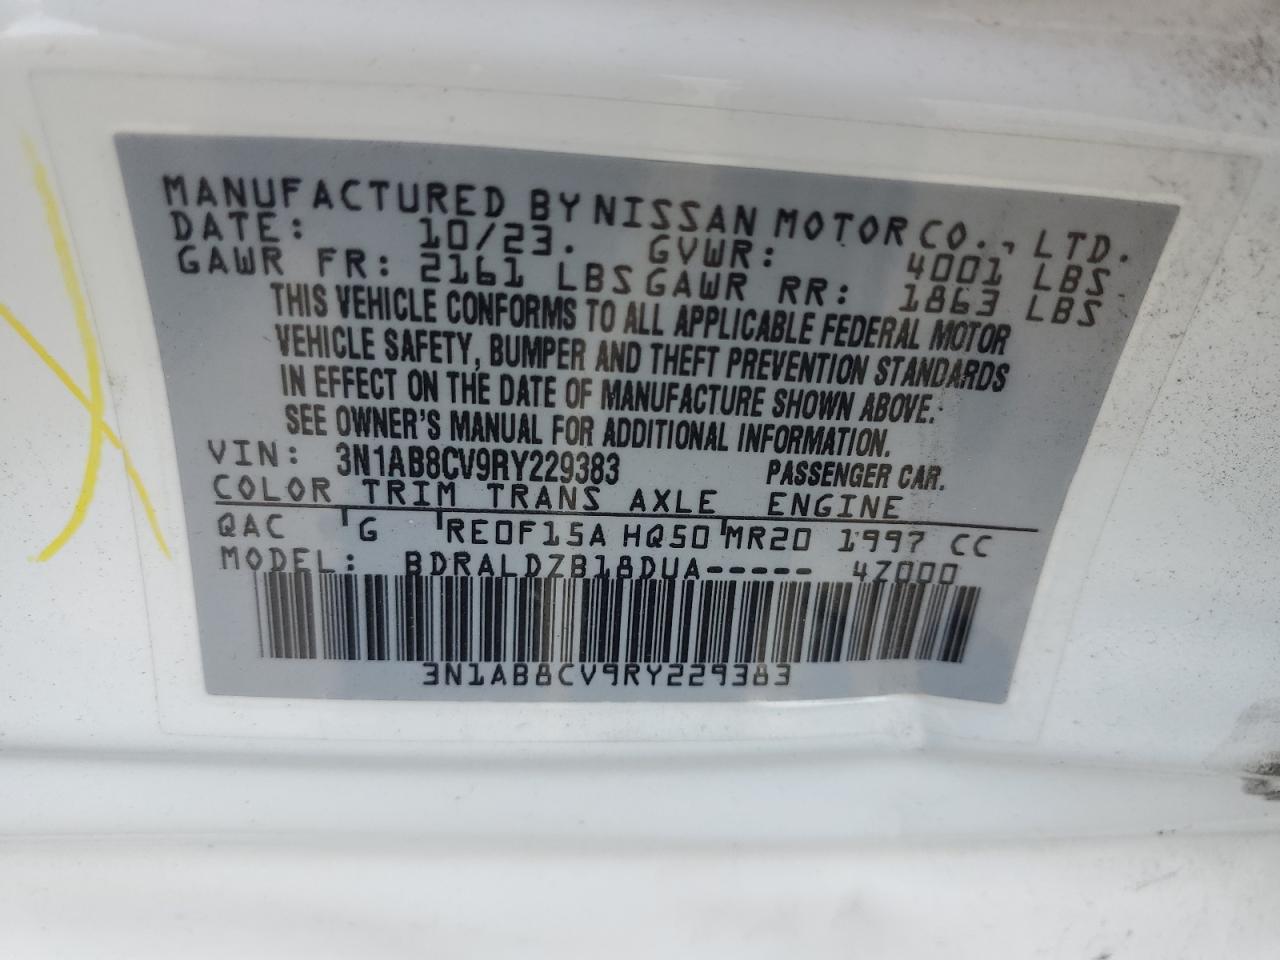 MANUFACTURED BY NISSAN MOTOR CO., LTD.
DATE: 10/23. GVWR: 4001 LBS
GAWR FR: 2161 LBS GAWR RR: 1863 LBS
THIS VEHICLE CONFORMS TO ALL APPLICABLE FEDERAL MOTOR
VEHICLE SAFETY, BUMPER AND THEFT PREVENTION STANDARDS
IN EFFECT ON THE DATE OF MANUFACTURE SHOWN ABOVE.
SEE OWNER'S MANUAL FOR ADDITIONAL INFORMATION.
VIN: 3N1AB8CV9RY229383 PASSENGER CAR.
COLOR TRIM TRANS AXLE ENGINE
QAC G RE0F15A HQ50 MR20 1997 CC
MODEL: BDRALDZB18DUA----- 4Z000
3N1AB8CV9RY229383